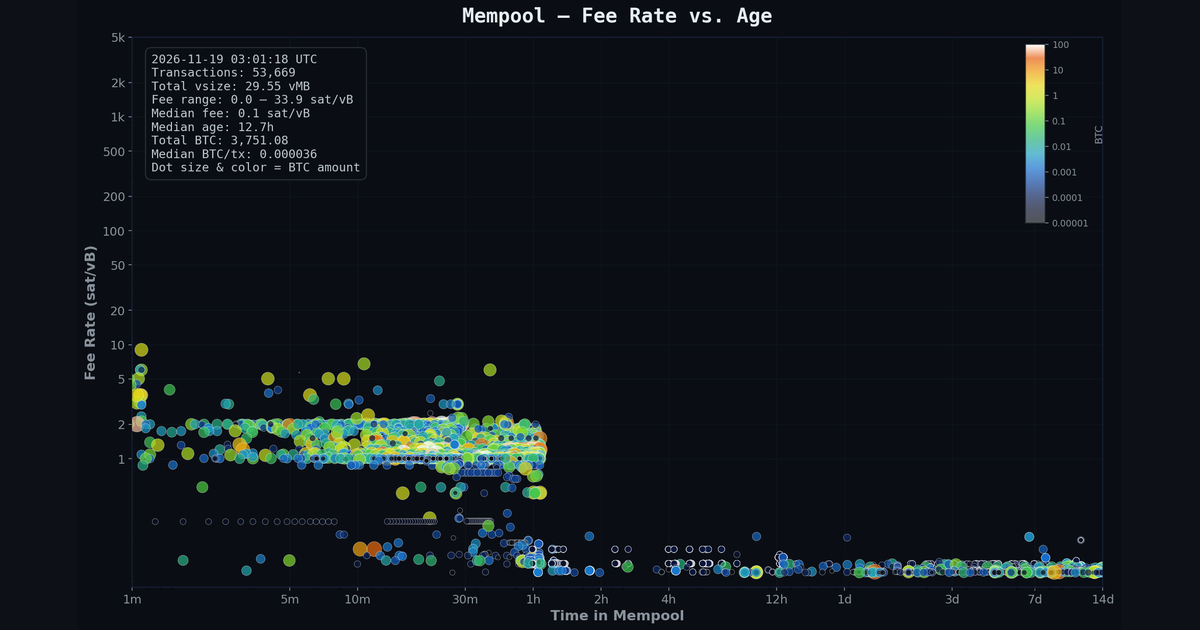 Mempool — Fee Rate vs. Age
2026-11-19 03:01:18 UTC
Transactions: 53,669
Total vsize: 29.55 vMB
Fee range: 0.0 – 33.9 sat/vB
Median fee: 0.1 sat/vB
Median age: 12.7h
Total BTC: 3,751.08
Median BTC/tx: 0.000036
Dot size & color = BTC amount
100
10
1
0.1
0.01
0.001
0.0001
0.00001
BTC
Fee Rate (sat/vB)
5k
2k
1k
500
200
100
50
20
10
5
2
1
1m
5m
10m
30m
1h
2h
4h
12h
1d
3d
7d
14d
Time in Mempool